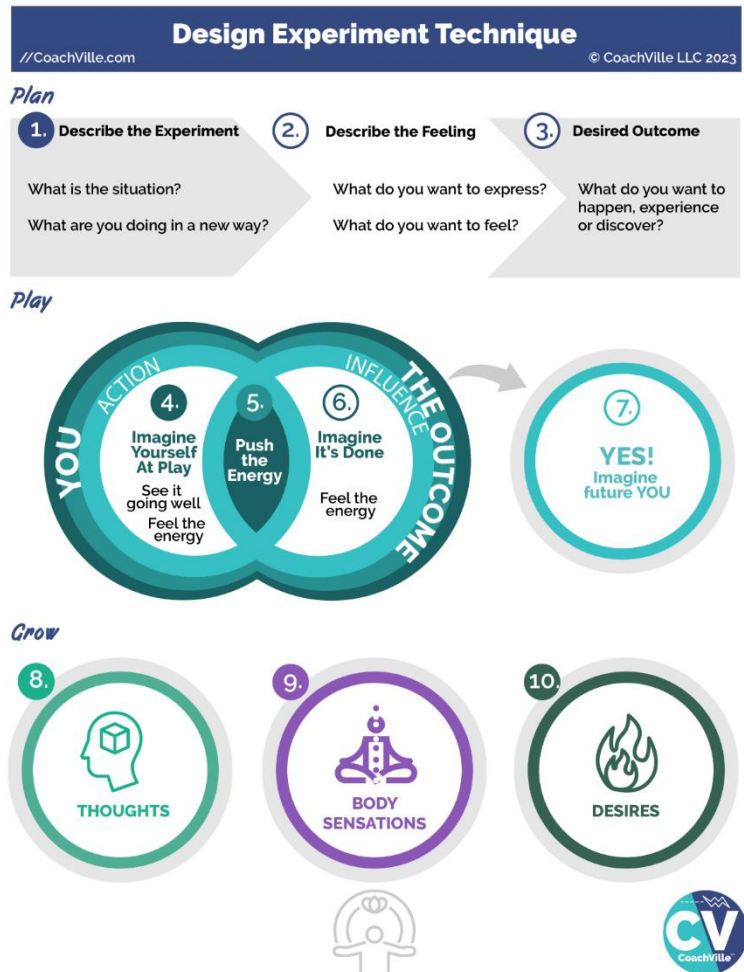 Design Experiment Technique
//CoachVille.com
© CoachVille LLC 2023
Plan
1. Describe the Experiment
What is the situation?
What are you doing in a new way?
2. Describe the Feeling
What do you want to express?
What do you want to feel?
3. Desired Outcome
What do you want to
happen, experience
or discover?
Play
YOU
ACTION
4.
Imagine
Yourself
At Play
See it
going well
Feel the
energy
5.
Push
the
Energy
6.
Imagine
It's Done
Feel the
energy
INFLUENCE
THE OUTCOME
7.
YES!
Imagine
future YOU
Grow
8.
THOUGHTS
9.
BODY
SENSATIONS
10.
DESIRES
CV
CoachVille